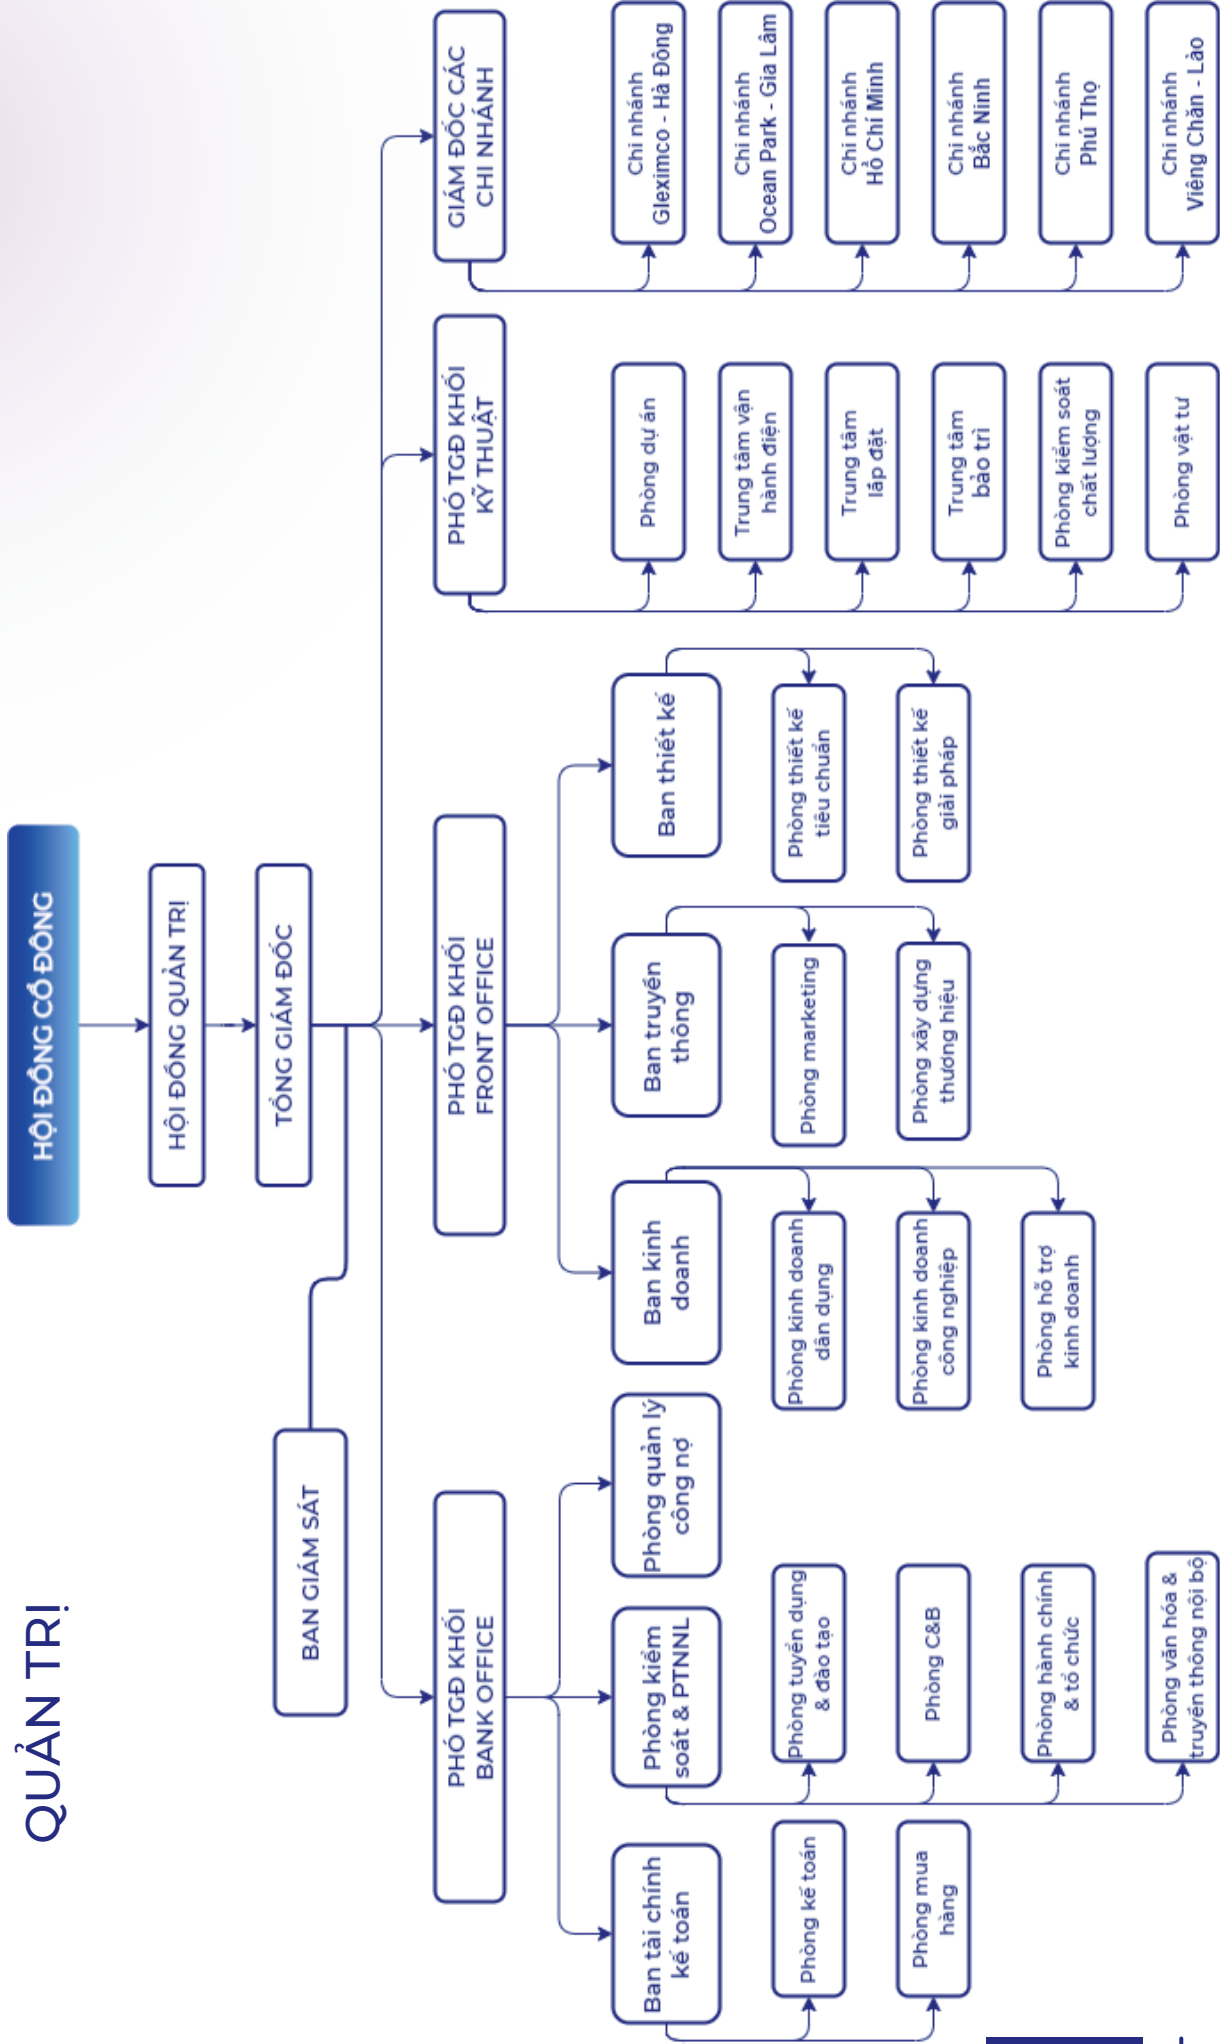 QUẢN TRỊ
HỘI ĐỒNG CỔ ĐÔNG
HỘI ĐỒNG QUẢN TRỊ
TỔNG GIÁM ĐỐC
BAN GIÁM SÁT
PHÓ TGĐ KHỐI
BANK OFFICE
PHÓ TGĐ KHỐI
FRONT OFFICE
PHÓ TGĐ KHỐI
KỸ THUẬT
GIÁM ĐỐC CÁC
CHI NHÁNH
Ban tài chính
kế toán
Phòng kế toán
Phòng mua
hàng
Phòng kiểm
soát & PTNNL
Phòng tuyển dụng
& đào tạo
Phòng C&B
Phòng hành chính
& tổ chức
Phòng văn hóa &
truyền thông nội bộ
Phòng quản lý
công nợ
Ban kinh
doanh
Phòng kinh doanh
dân dụng
Phòng kinh doanh
công nghiệp
Phòng hỗ trợ
kinh doanh
Ban truyền
thông
Phòng marketing
Phòng xây dựng
thương hiệu
Ban thiết kế
Phòng thiết kế
tiêu chuẩn
Phòng thiết kế
giải pháp
Phòng dự án
Trung tâm vận
hành điện
Trung tâm
lắp đặt
Trung tâm
bảo trì
Phòng kiểm soát
chất lượng
Phòng vật tư
Chi nhánh
Gleximco - Hà Đông
Chi nhánh
Ocean Park - Gia Lâm
Chi nhánh
Hồ Chí Minh
Chi nhánh
Bắc Ninh
Chi nhánh
Phú Thọ
Chi nhánh
Viêng Chăn - Lào